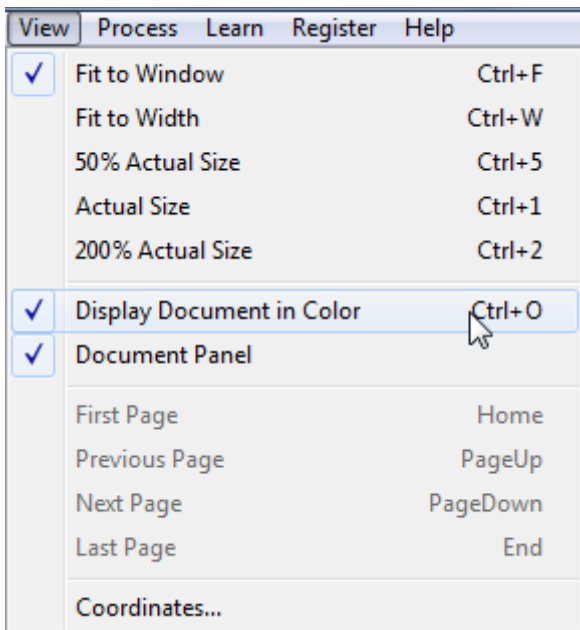 View Process Learn Register Help
Fit to Window Ctrl+F
Fit to Width Ctrl+W
50% Actual Size Ctrl+5
Actual Size Ctrl+1
200% Actual Size Ctrl+2
Display Document in Color Ctrl+O
Document Panel
First Page Home
Previous Page PageUp
Next Page PageDown
Last Page End
Coordinates...